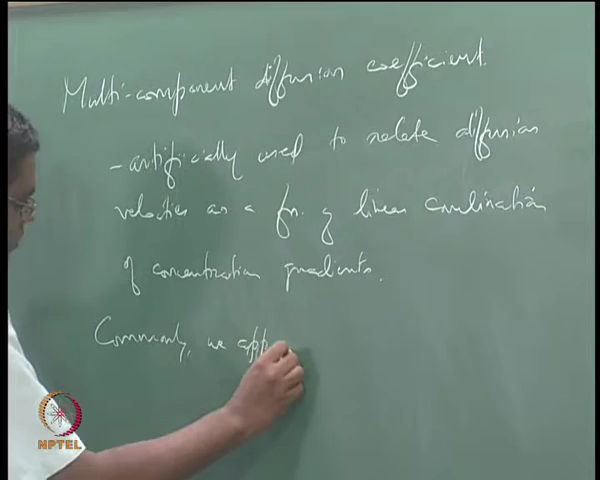 Multi-component diffusion coefficient.
- artificially used to relate diffusion
velocities as a fn. of linear combination
of concentration gradients.
Commonly, we app
NPTEL